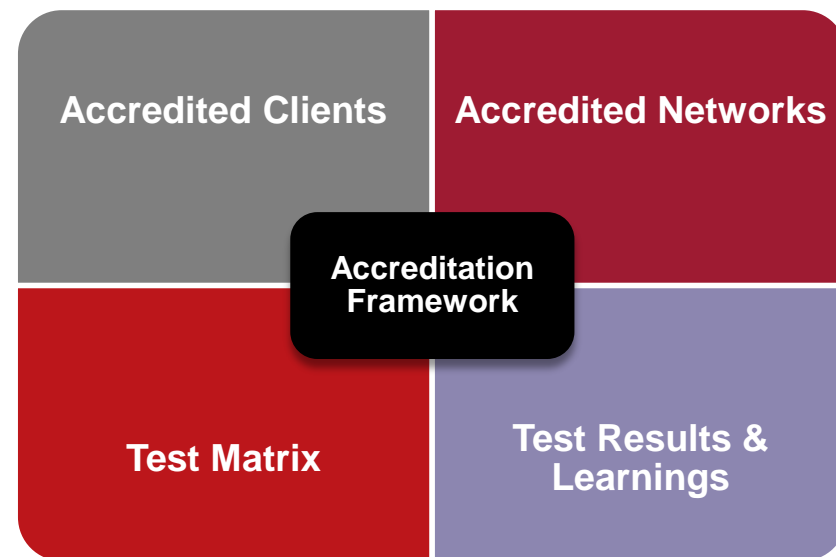 Accredited Clients
Accredited Networks
Accreditation
Framework
Test Matrix
Test Results &
Learnings